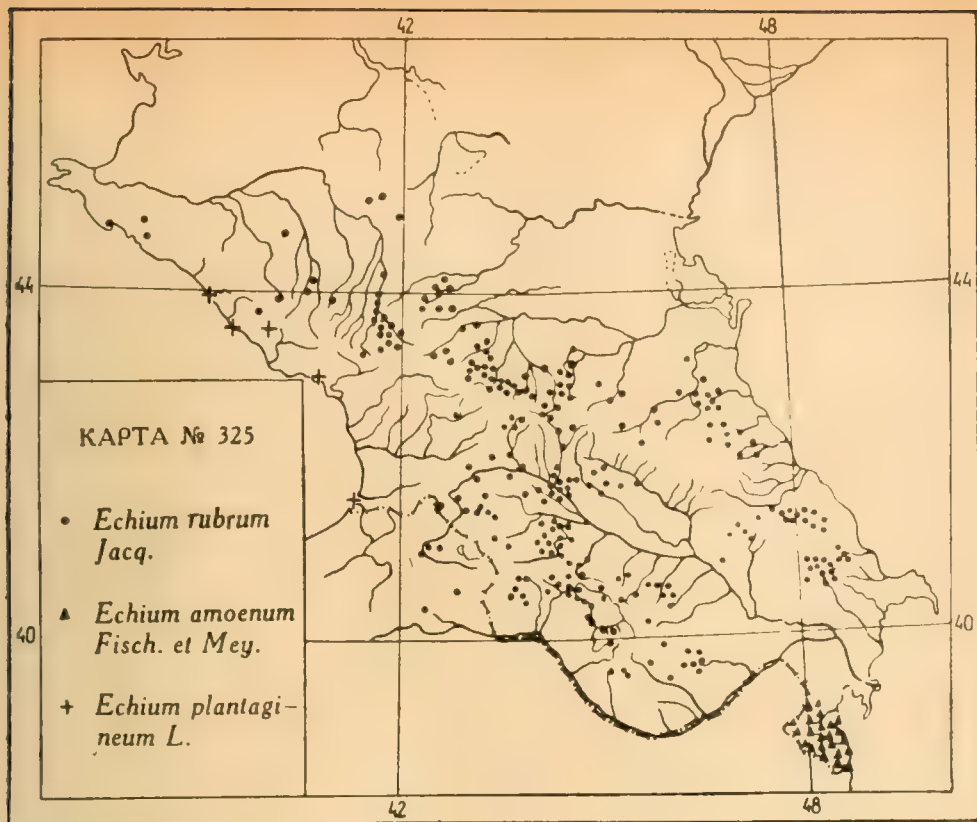 42 48
44 44
КАРТА № 325
Echium rubrum
Jacq.
Echium amoenum
Fisch. et Mey.
Echium plantagi-
neum L.
40 40
42 48